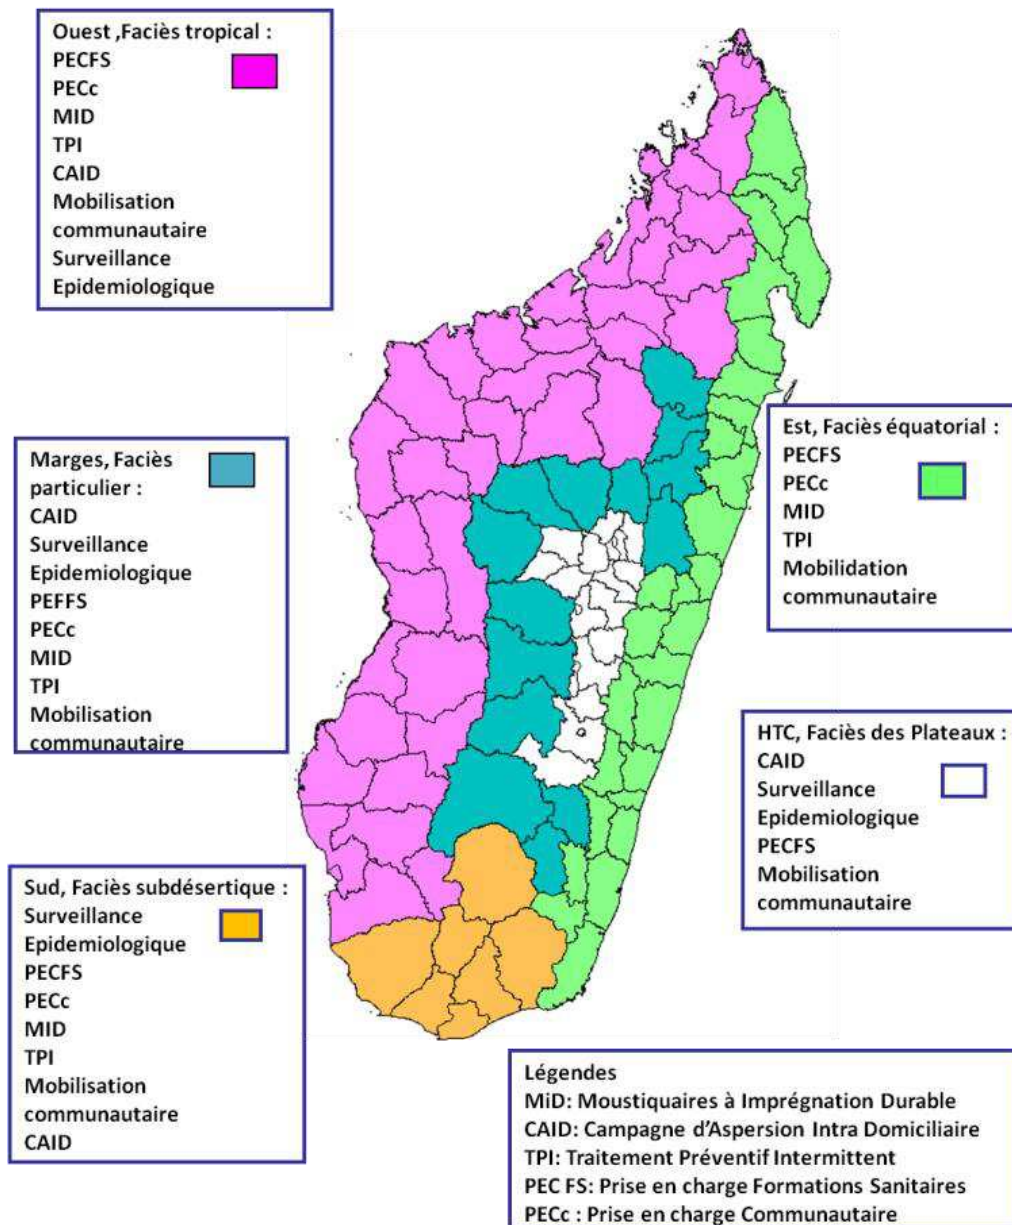 Ouest ,Faciès tropical :
PECFS
PECc
MID
TPI
CAID
Mobilisation
communautaire
Surveillance
Epidemiologique
Marges, Faciès
particulier :
CAID
Surveillance
Epidemiologique
PEFFS
PECc
MID
TPI
Mobilisation
communautaire
Est, Faciès équatorial :
PECFS
PECc
MID
TPI
Mobilidation
communautaire
HTC, Faciès des Plateaux :
CAID
Surveillance
Epidemiologique
PECFS
Mobilisation
communautaire
Sud, Faciès subdésertique :
Surveillance
Epidemiologique
PECFS
PECc
MID
TPI
Mobilisation
communautaire
CAID
Légendes
MiD: Moustiquaires à Imprégnation Durable
CAID: Campagne d'Aspersion Intra Domiciliaire
TPI: Traitement Préventif Intermittent
PEC FS: Prise en charge Formations Sanitaires
PECc : Prise en charge Communautaire